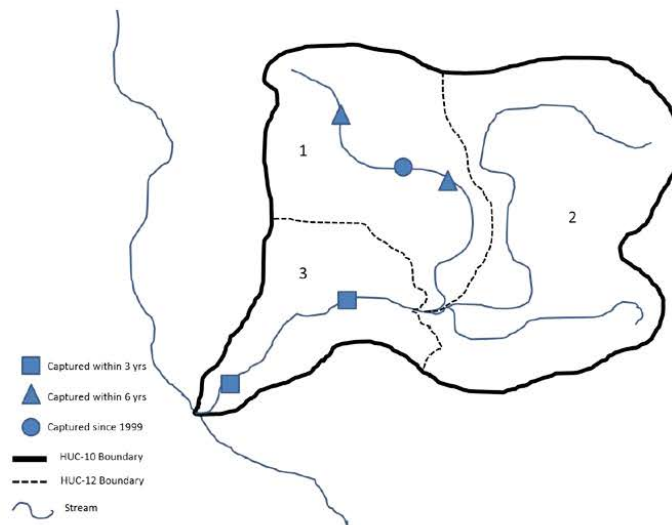 1
2
3
Captured within 3 yrs
Captured within 6 yrs
Captured since 1999
HUC-10 Boundary
HUC-12 Boundary
Stream